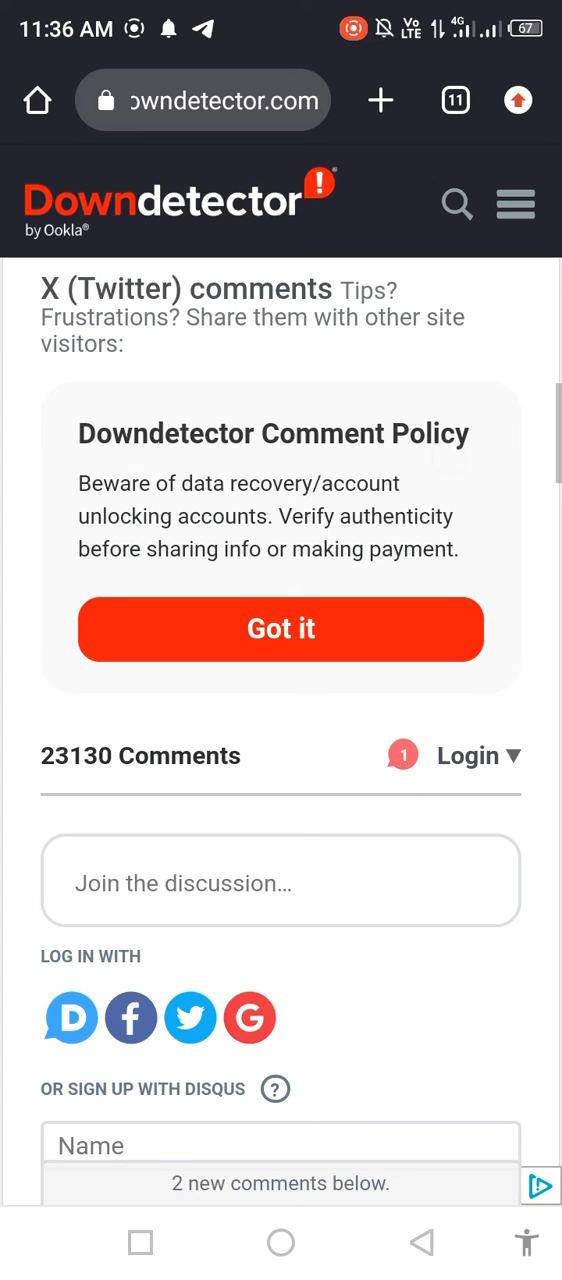 11:36 AM Vo LTE 4G 67
owndetector.com 11
Downdetector!®
by Ookla®
X (Twitter) comments Tips?
Frustrations? Share them with other site
visitors:
Downdetector Comment Policy
Beware of data recovery/account
unlocking accounts. Verify authenticity
before sharing info or making payment.
Got it
23130 Comments 1 Login
Join the discussion...
LOG IN WITH
D f G
OR SIGN UP WITH DISQUS ?
Name
2 new comments below.